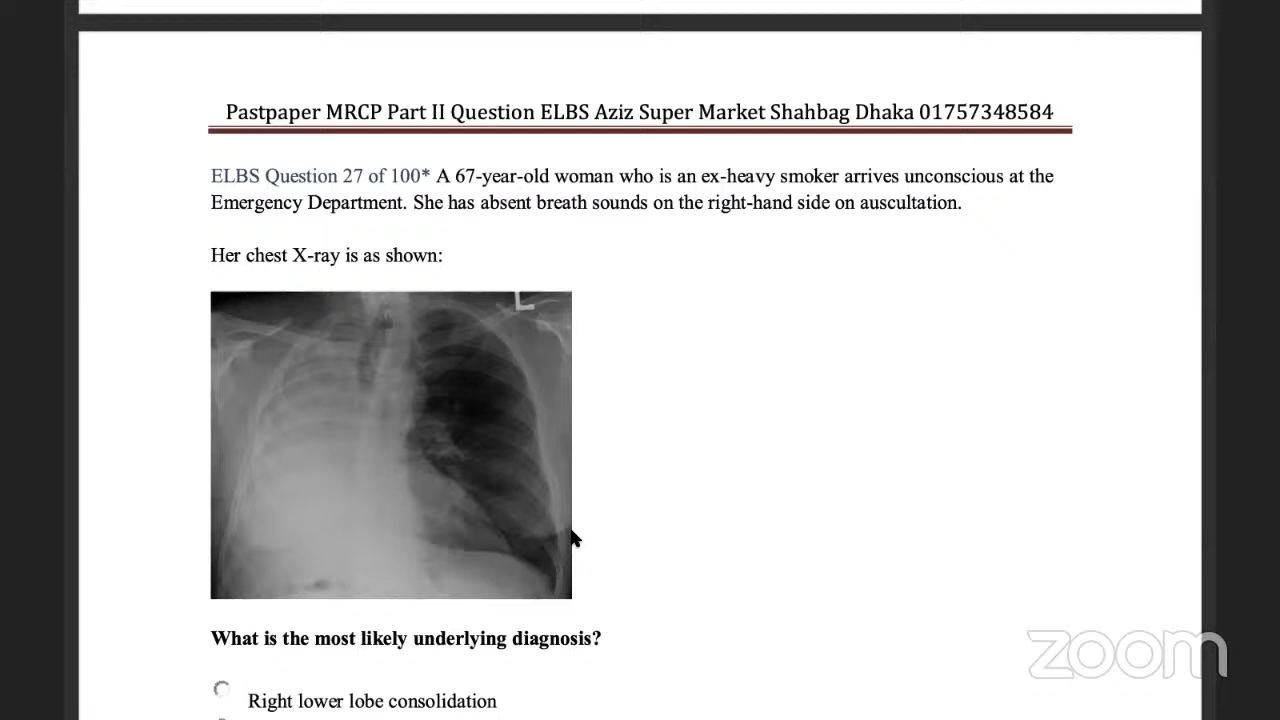 Pastpaper MRCP Part II Question ELBS Aziz Super Market Shahbag Dhaka 01757348584
ELBS Question 27 of 100* A 67-year-old woman who is an ex-heavy smoker arrives unconscious at the
Emergency Department. She has absent breath sounds on the right-hand side on auscultation.
Her chest X-ray is as shown:
L
What is the most likely underlying diagnosis?
Right lower lobe consolidation
zoom